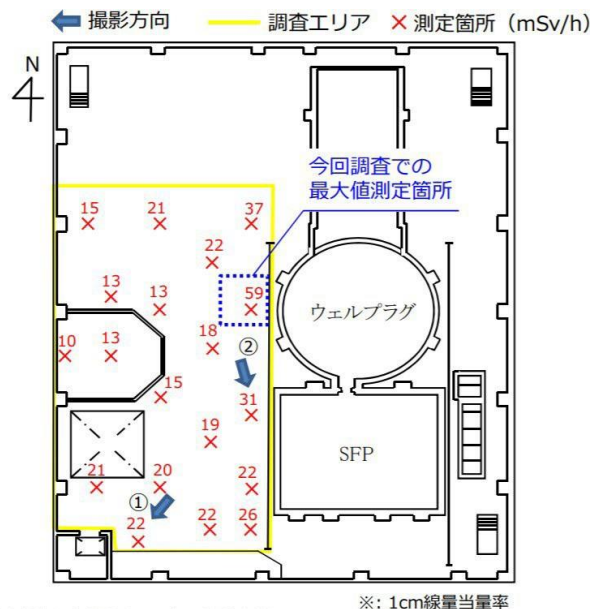 撮影方向 調査エリア × 測定箇所（mSv/h）
N
今回調査での
最大値測定箇所
15 21 37
22
13 13 59
ウェルプラグ
10 13 18
②
15 31
19 SFP
21 20 22
①
22 22 26
※: 1cm線量当量率